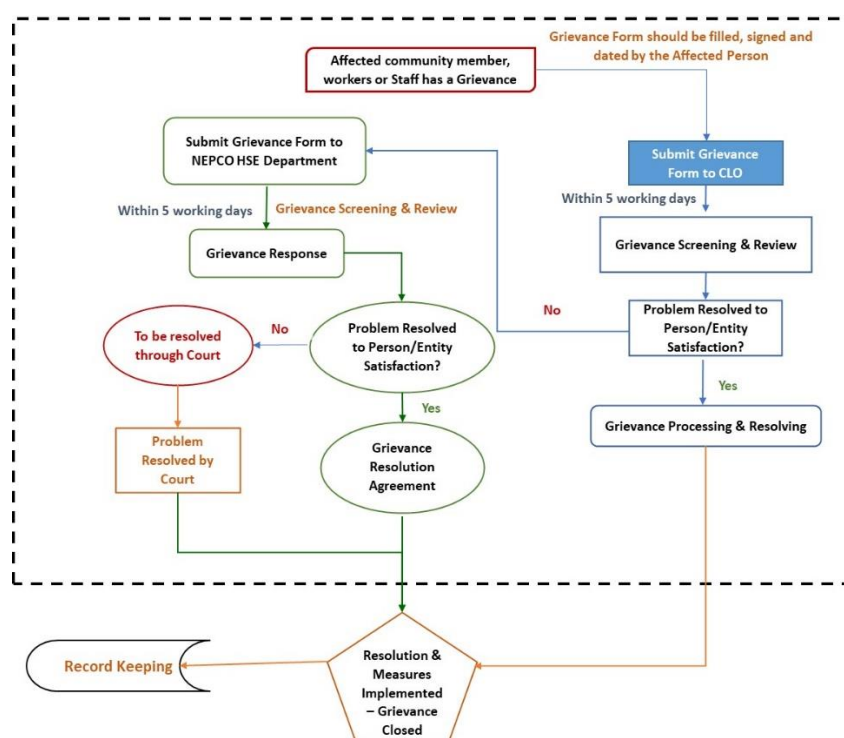 Grievance Form should be filled, signed and
dated by the Affected Person
Affected community member,
workers or Staff has a Grievance
Submit Grievance Form to
NEPCO HSE Department
Submit Grievance
Form to CLO
Within 5 working days
Grievance Screening & Review
Within 5 working days
Grievance Screening & Review
Grievance Response
No
Problem Resolved to
Person/Entity
Satisfaction?
To be resolved
through Court
No
Problem Resolved
to Person/Entity
Satisfaction?
Yes
Yes
Grievance Processing & Resolving
Problem
Resolved by
Court
Grievance
Resolution
Agreement
Record Keeping
Resolution &
Measures
Implemented
– Grievance
Closed